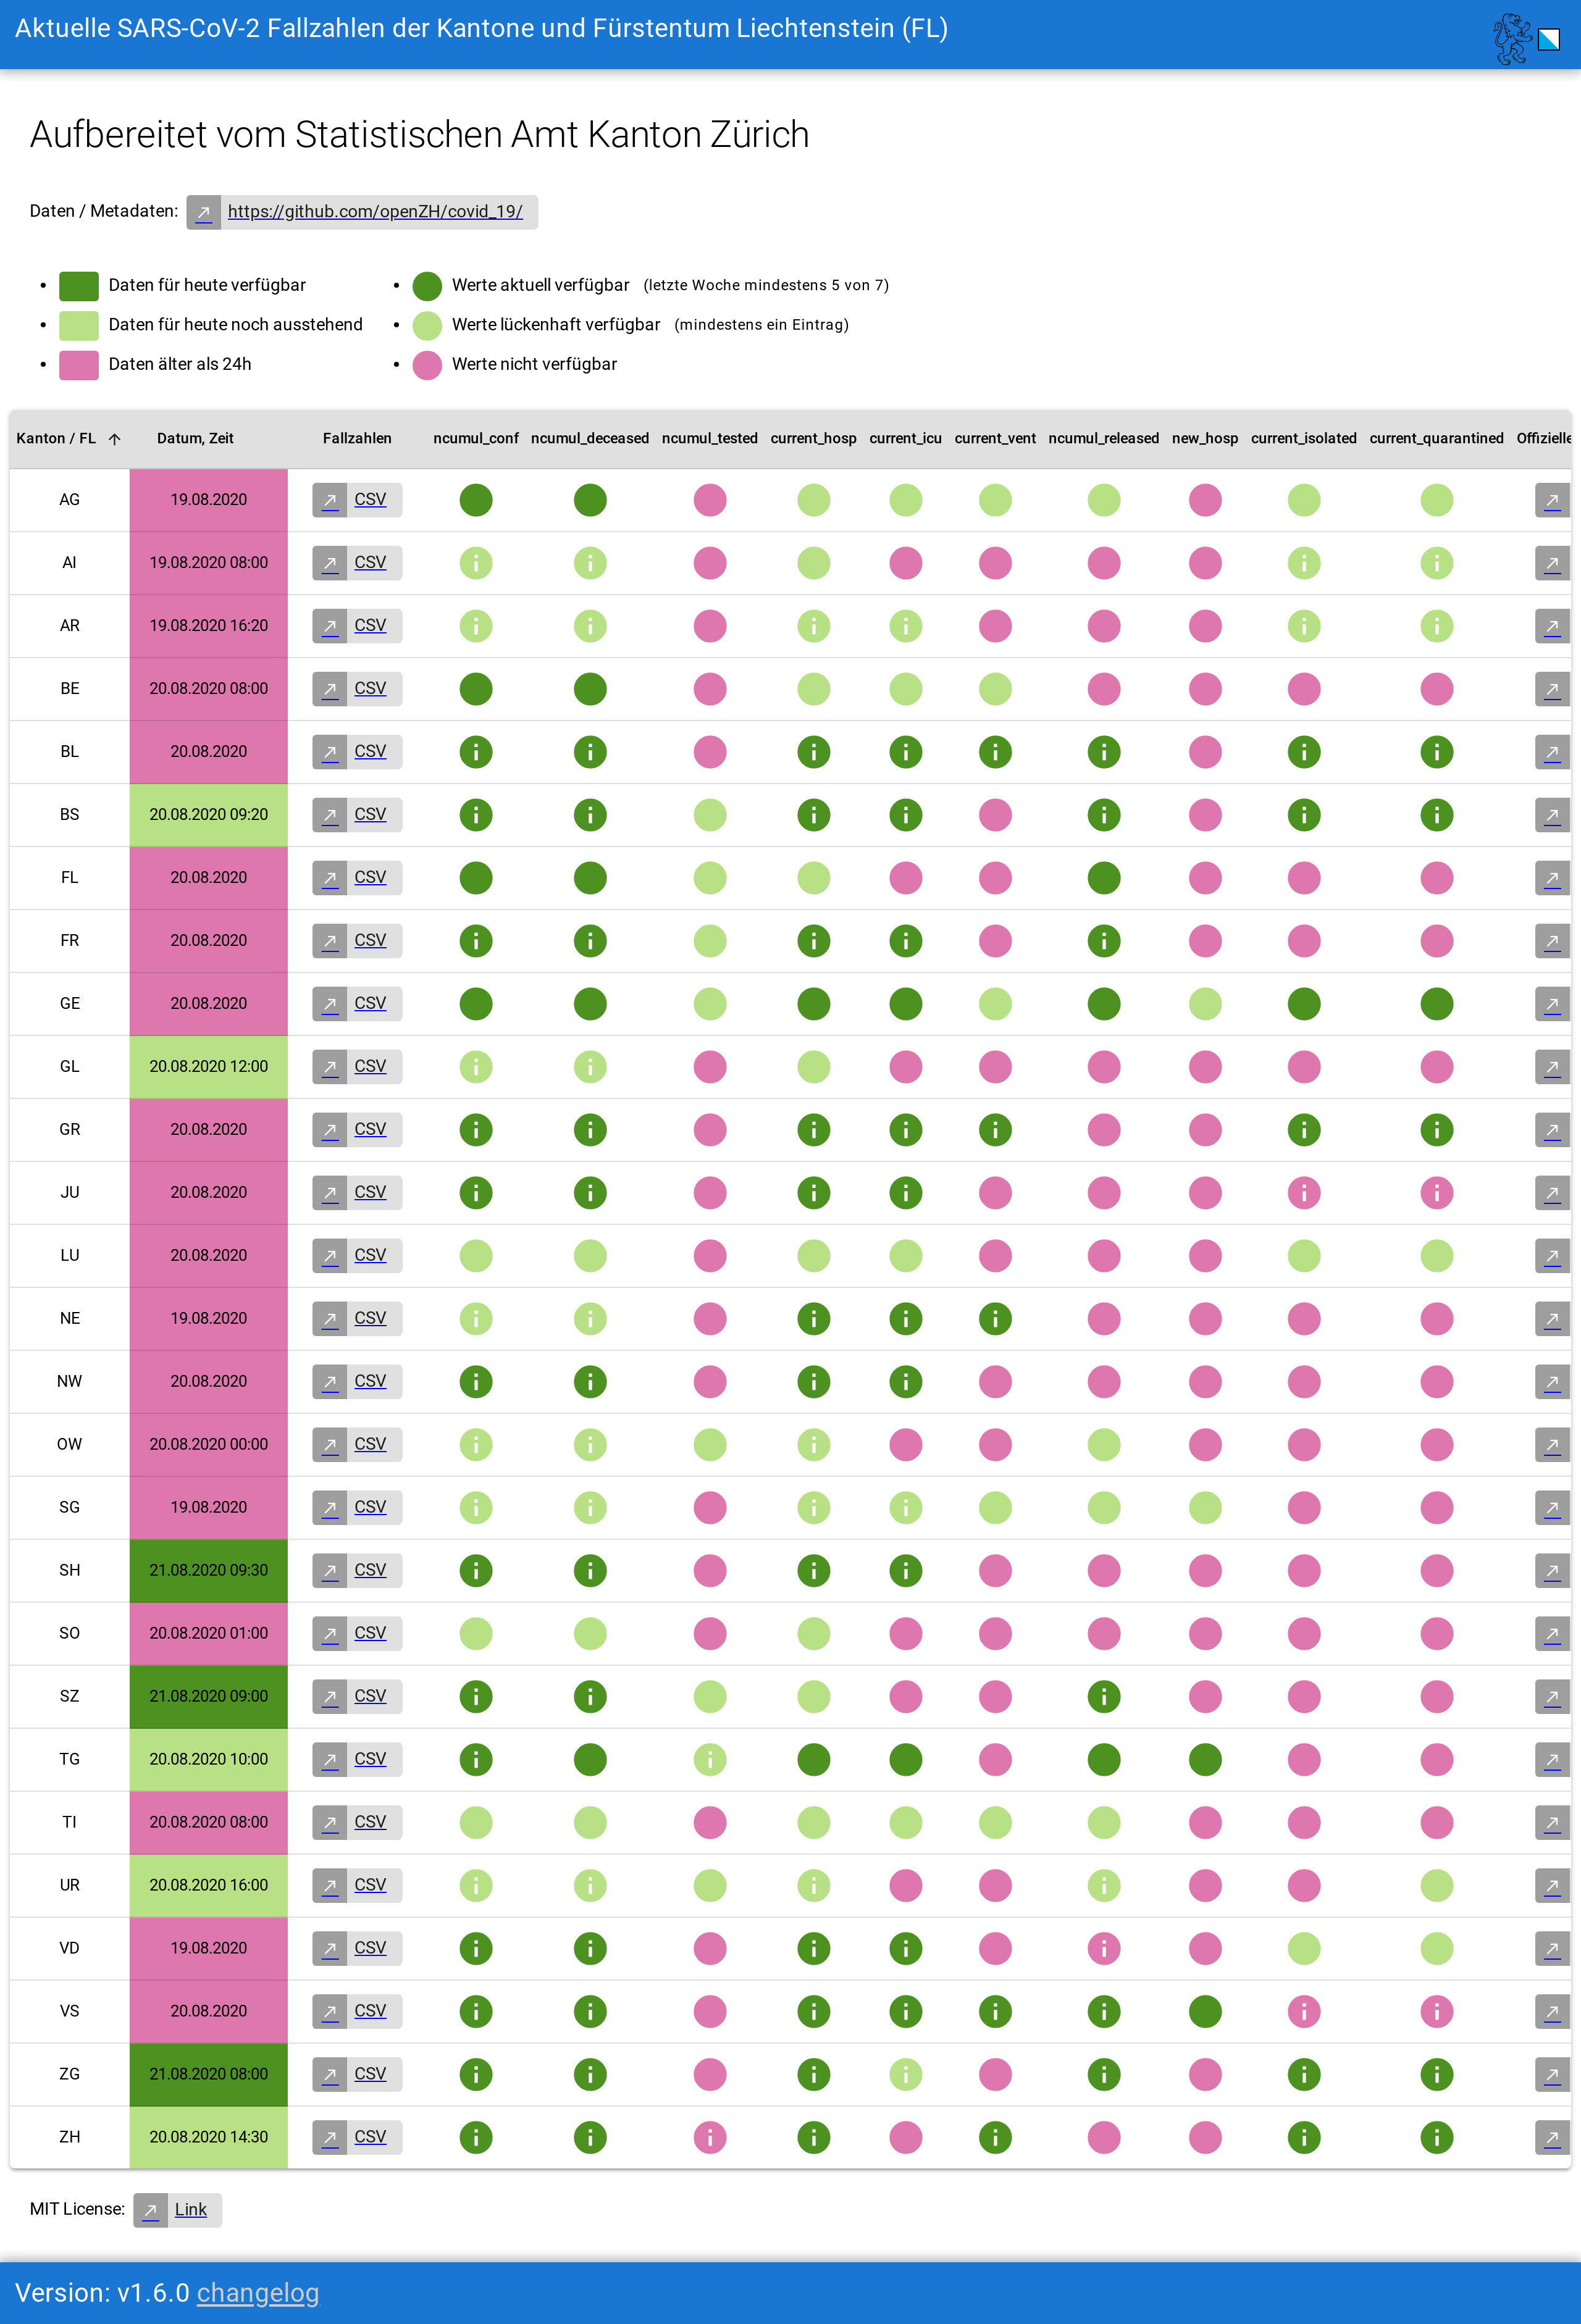 Aktuelle SARS-CoV-2 Fallzahlen der Kantone und Fürstentum Liechtenstein (FL)
Aufbereitet vom Statistischen Amt Kanton Zürich
Daten / Metadaten: https://github.com/openZH/covid_19/
Daten für heute verfügbar
Daten für heute noch ausstehend
Daten älter als 24h
Werte aktuell verfügbar (letzte Woche mindestens 5 von 7)
Werte lückenhaft verfügbar (mindestens ein Eintrag)
Werte nicht verfügbar
Kanton / FL Datum, Zeit Fallzahlen ncumul_conf ncumul_deceased ncumul_tested current_hosp current_icu current_vent ncumul_released new_hosp current_isolated current_quarantined Offizielle
AG 19.08.2020 CSV
AI 19.08.2020 08:00 CSV
AR 19.08.2020 16:20 CSV
BE 20.08.2020 08:00 CSV
BL 20.08.2020 CSV
BS 20.08.2020 09:20 CSV
FL 20.08.2020 CSV
FR 20.08.2020 CSV
GE 20.08.2020 CSV
GL 20.08.2020 12:00 CSV
GR 20.08.2020 CSV
JU 20.08.2020 CSV
LU 20.08.2020 CSV
NE 19.08.2020 CSV
NW 20.08.2020 CSV
OW 20.08.2020 00:00 CSV
SG 19.08.2020 CSV
SH 21.08.2020 09:30 CSV
SO 20.08.2020 01:00 CSV
SZ 21.08.2020 09:00 CSV
TG 20.08.2020 10:00 CSV
TI 20.08.2020 08:00 CSV
UR 20.08.2020 16:00 CSV
VD 19.08.2020 CSV
VS 20.08.2020 CSV
ZG 21.08.2020 08:00 CSV
ZH 20.08.2020 14:30 CSV
MIT License: Link
Version: v1.6.0 changelog